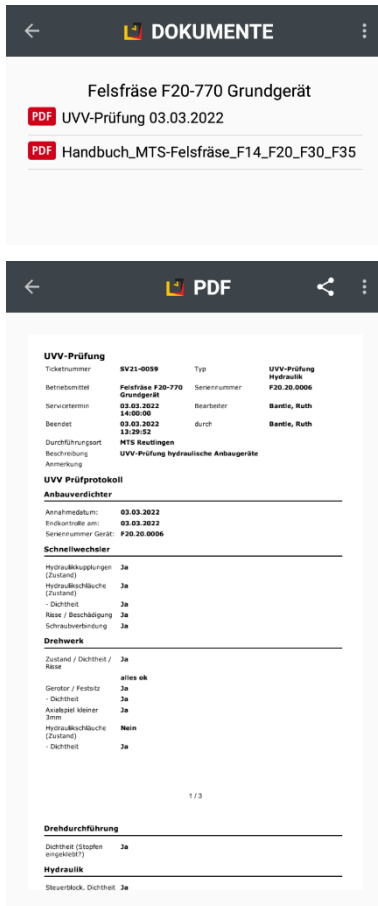 DOKUMENTE
Felsfräse F20-770 Grundgerät
PDF UVV-Prüfung 03.03.2022
PDF Handbuch_MTS-Felsfräse_F14_F20_F30_F35
PDF
UVV-Prüfung
Ticketnummer SV21-0059 Typ UVV-Prüfung
Hydraulik
Betriebsmittel Felsfräse F20-770 Seriennummer F20.20.0006
Grundgerät
Servicetermin 03.03.2022 Bearbeiter Bantle, Ruth
14:00:00
Beendet 03.03.2022 durch Bantle, Ruth
13:29:52
Durchführungsort MTS Reutlingen
Beschreibung UVV-Prüfung hydraulische Anbaugeräte
Anmerkung
UVV Prüfprotokoll
Anbauverdichter
Annahmedatum: 03.03.2022
Endkontrolle am: 03.03.2022
Seriennummer Gerät: F20.20.0006
Schnellwechsler
Hydraulikkupplungen Ja
(Zustand)
Hydraulikschläuche Ja
(Zustand)
- Dichtheit Ja
Risse / Beschädigung Ja
Schraubverbindung Ja
Drehwerk
Zustand / Dichtheit / Ja
Risse
alles ok
Gerotor / Festsitz Ja
- Dichtheit Ja
Axialspiel kleiner Ja
3mm
Hydraulikschläuche Nein
(Zustand)
- Dichtheit Ja
1 / 3
Drehdurchführung
Dichtheit (Stopfen Ja
eingeklebt?)
Hydraulik
Steuerblock, Dichtheit Ja